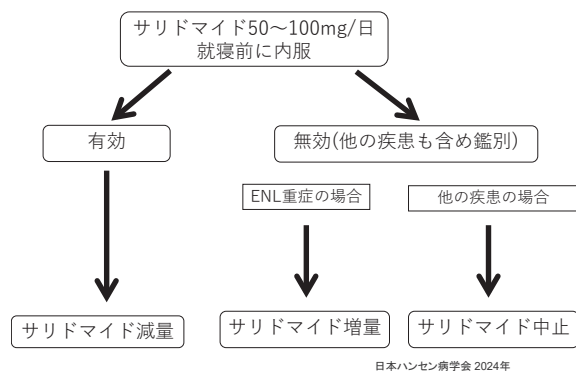 サリドマイド50～100mg/日
就寝前に内服
有効
無効(他の疾患も含め鑑別)
ENL重症の場合
他の疾患の場合
サリドマイド減量
サリドマイド増量
サリドマイド中止
日本ハンセン病学会 2024年